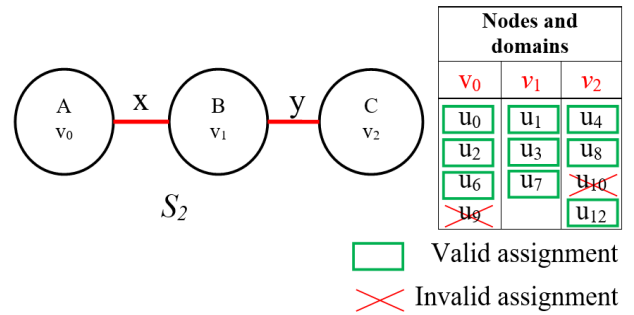 A
v₀
x
B
v₁
y
C
v₂
S₂
Nodes and
domains
v₀ v₁ v₂
u₀ u₁ u₄
u₂ u₃ u₈
u₆ u₇ u₁₀
u₉ u₁₂
Valid assignment
Invalid assignment